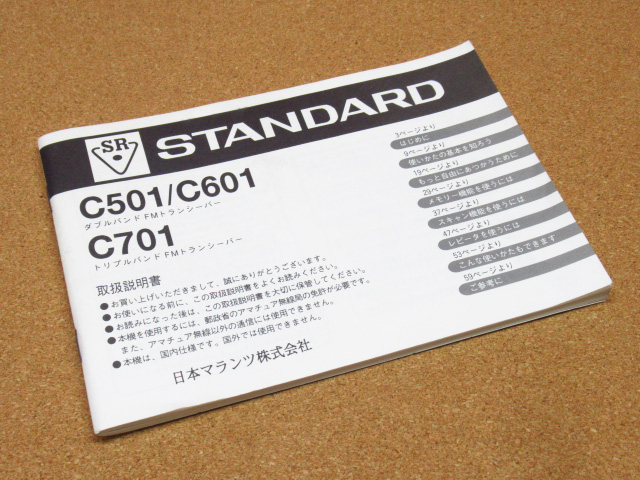 SR
STANDARD
C501/C601
ダブルバンドFMトランシーバー
C701
トリプルバンドFMトランシーバー
取扱説明書
●お買い上げいただきまして、誠にありがとうございます。
●お使いになる前に、この取扱説明書をよくお読みください。
●お読みになった後は、この取扱説明書を大切に保管してください。
●本機を使用するには、郵政省のアマチュア無線局の免許が必要です。
また、アマチュア無線以外の通信には使用できません。
●本機は、国内仕様です。国外では使用できません。
日本マランツ株式会社
3ページより
はじめに
9ページより
使いかたの基本を知ろう
19ページより
もっと自由にあつかうために
29ページより
メモリー機能を使うには
37ページより
スキャン機能を使うには
47ページより
レピータを使うには
53ページより
こんな使いかたもできます
59ページより
ご参考に